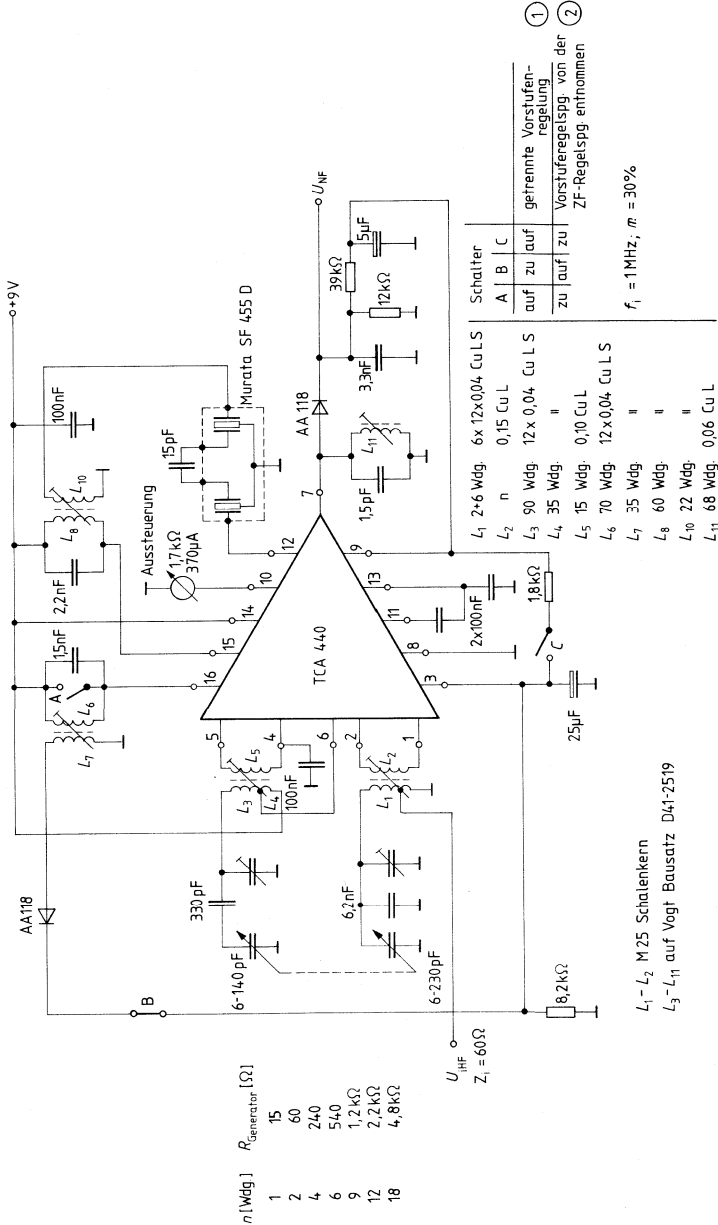 +9V
L₁₀
100nF
L₈
2,2nF
1,5nF
A
L₆
L₇
AA118
B
Aussteuerung
1,7kΩ
370µA
15pF
Murata SF 455 D
16
15
14
10
12
TCA 440
7
AA 118
U_NF
1,5pF
L₁₁
3,3nF
12kΩ
39kΩ
5µF
5
4
6
2
1
3
8
11
13
9
2x100nF
1,8kΩ
C
25µF
L₃
L₅
L₄
100nF
L₁
L₂
330pF
6-140pF
6,2nF
6-230pF
U_iHF
Z_i = 60Ω
8,2kΩ
n[Wdg.] R_Generator [Ω]
1 15
2 60
4 240
6 540
9 1,2kΩ
12 2,2kΩ
18 4,8kΩ
L₁-L₂ M25 Schalenkern
L₃-L₁₁ auf Vogt Bausatz D41-2519
L₁ 2+6 Wdg. 6x 12x0,04 Cu L S
L₂ n 0,15 Cu L
L₃ 90 Wdg. 12 x 0,04 Cu L S
L₄ 35 Wdg. "
L₅ 15 Wdg. 0,10 Cu L
L₆ 70 Wdg. 12 x 0,04 Cu L S
L₇ 35 Wdg. "
L₈ 60 Wdg. "
L₁₀ 22 Wdg. "
L₁₁ 68 Wdg. 0,06 Cu L
Schalter
A B C
auf zu auf getrennte Vorstufen-
regelung ①
zu auf zu Vorstuferegelspg. von der ②
ZF-Regelspg. entnommen
f_i = 1 MHz; m = 30%